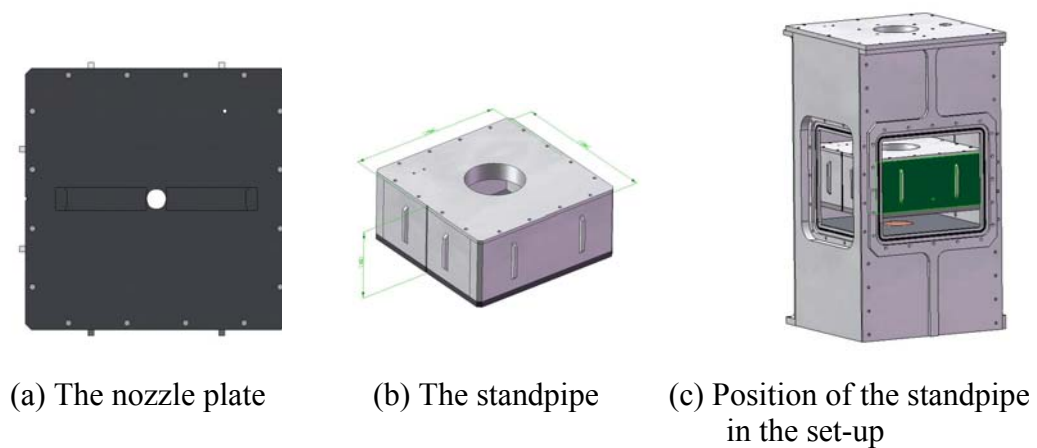 (a) The nozzle plate
(b) The standpipe
(c) Position of the standpipe
in the set-up